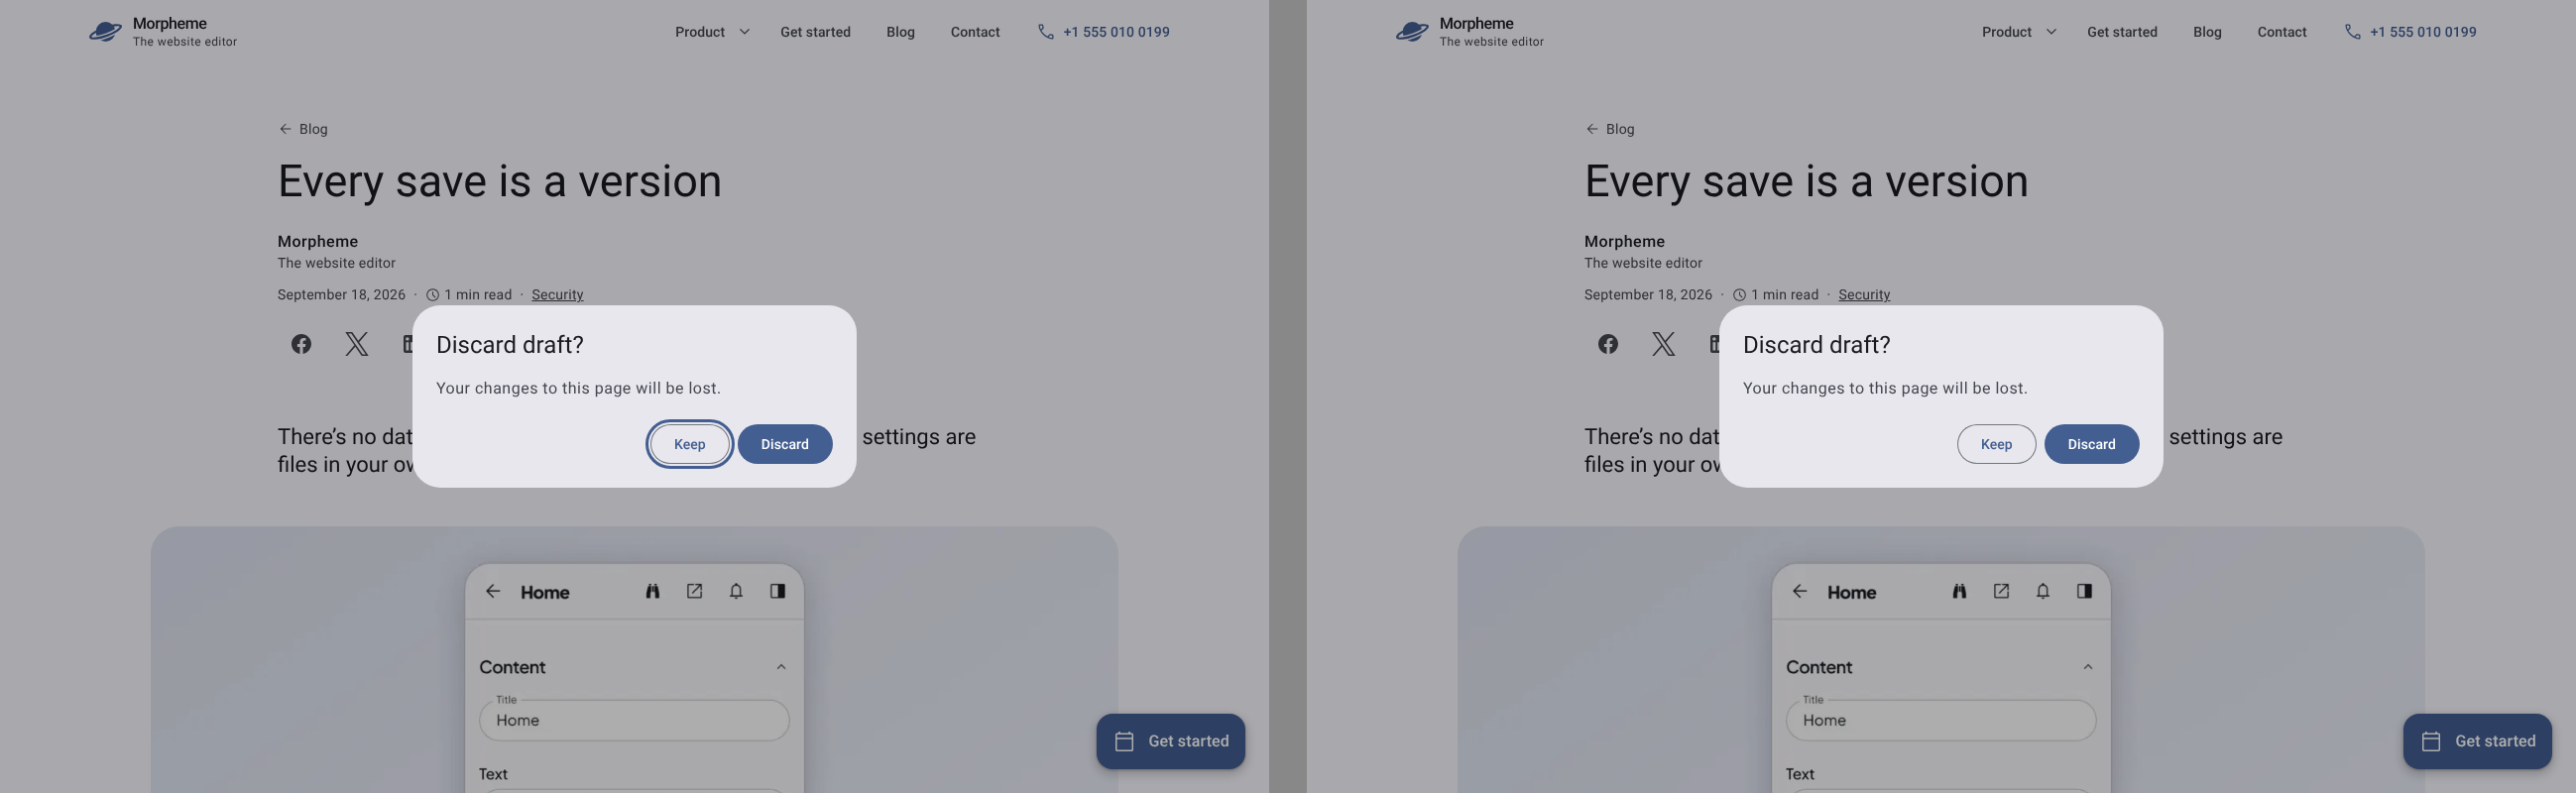 Morpheme
The website editor
Product
Get started
Blog
Contact
+1 555 010 0199
Blog
Every save is a version
Morpheme
The website editor
September 18, 2026 · 1 min read · Security
Discard draft?
Your changes to this page will be lost.
Keep
Discard
There’s no dat
settings are
files in your ov
Home
Content
Title
Home
Text
Get started
Morpheme
The website editor
Product
Get started
Blog
Contact
+1 555 010 0199
Blog
Every save is a version
Morpheme
The website editor
September 18, 2026 · 1 min read · Security
Discard draft?
Your changes to this page will be lost.
Keep
Discard
There’s no dat
settings are
files in your ov
Home
Content
Title
Home
Text
Get started